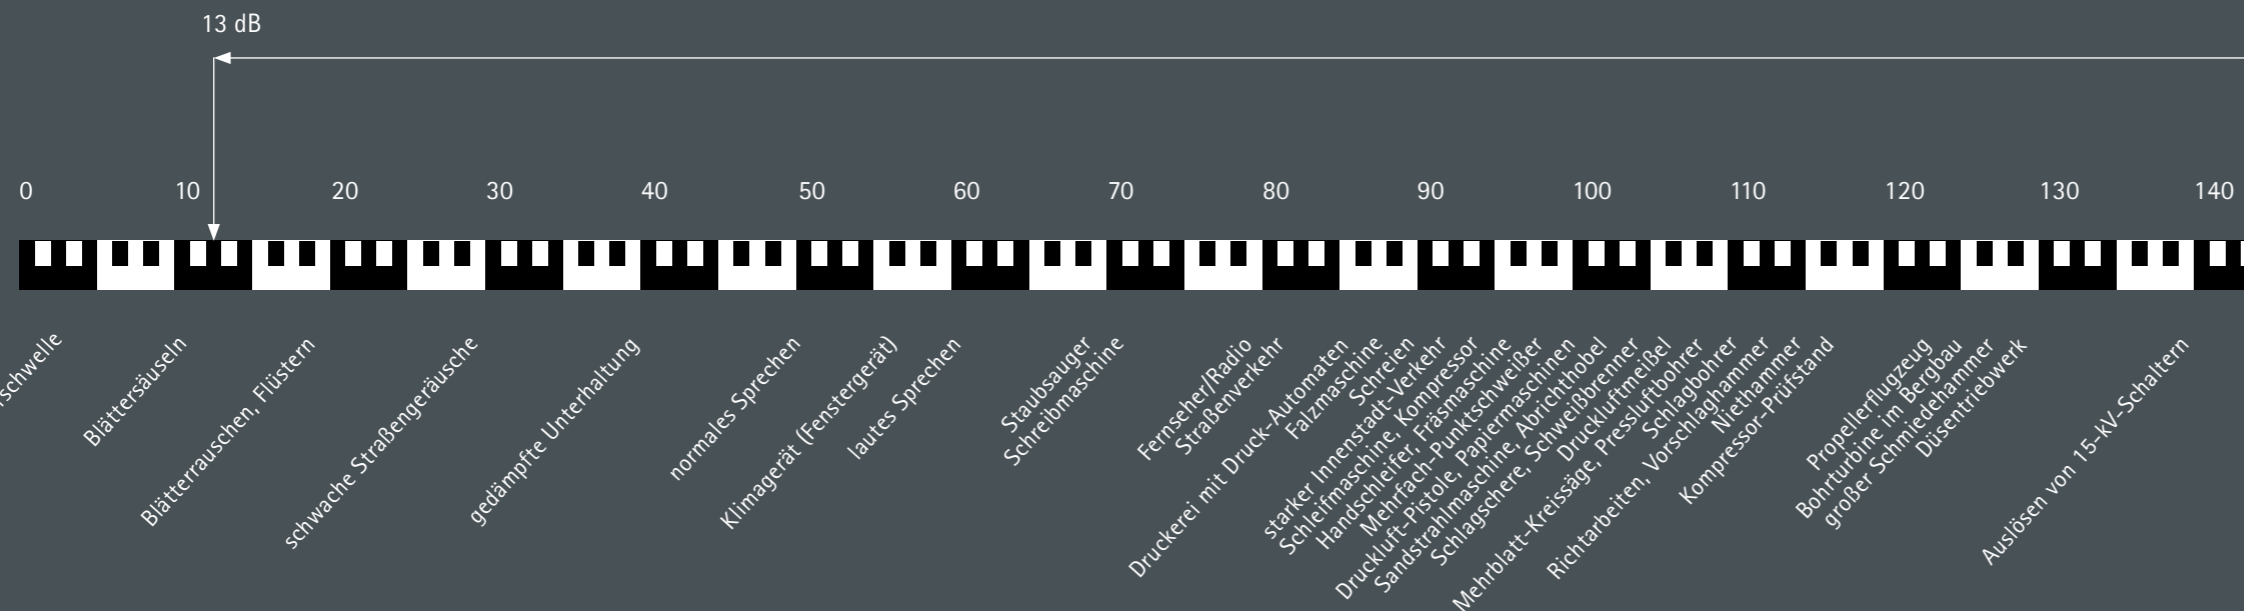 13 dB
0 10 20 30 40 50 60 70 80 90 100 110 120 130 140
Blättersäuseln
Blätterrauschen, Flüstern
schwache Straßengeräusche
gedämpfte Unterhaltung
normales Sprechen
Klimagerät (Fenstergerät)
lautes Sprechen
Staubsauger
Schreibmaschine
Fernseher/Radio
Straßenverkehr
Druckerei mit Druck-Automaten
Falzmaschine
Schreien
starker Innenstadt-Verkehr
Schleifmaschine, Kompressor
Handschleifer, Fräsmaschine
Mehrfach-Punktschweißer
Druckluft-Pistole, Papiermaschinen
Sandstrahlmaschine, Abrichthobel
Schlagschere, Schweißbrenner
Druckluftmeißel
Mehrblatt-Kreissäge, Pressluftbohrer
Schlagbohrer
Richtarbeiten, Vorschlaghammer
Niethammer
Kompressor-Prüfstand
Propellerflugzeug
Bohrturbine im Bergbau
großer Schmiedehammer
Düsentriebwerk
Auslösen von 15-kV-Schaltern